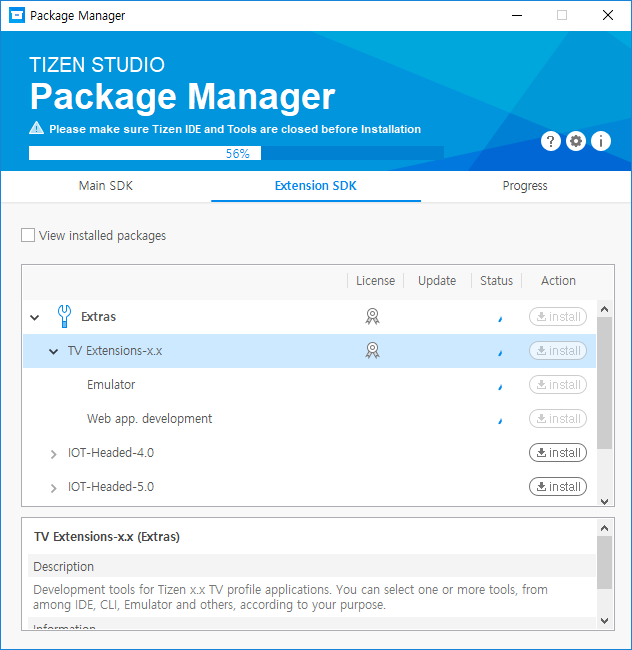 Package Manager
TIZEN STUDIO
Package Manager
Please make sure Tizen IDE and Tools are closed before Installation
56%
Main SDK
Extension SDK
Progress
View installed packages
License Update Status Action
Extras install
TV Extensions-x.x install
Emulator install
Web app. development install
IOT-Headed-4.0 install
IOT-Headed-5.0 install
TV Extensions-x.x (Extras)
Description
Development tools for Tizen x.x TV profile applications. You can select one or more tools, from
among IDE, CLI, Emulator and others, according to your purpose.
Information